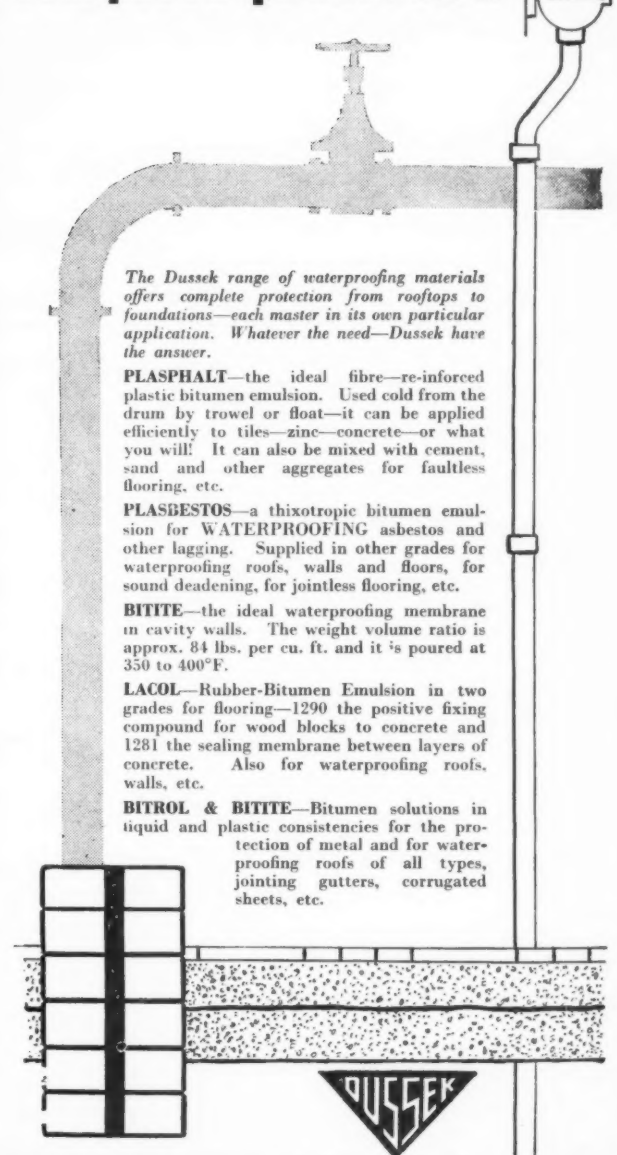 The Dussek range of waterproofing materials
offers complete protection from rooftops to
foundations—each master in its own particular
application. Whatever the need—Dussek have
the answer.
PLASPHALT—the ideal fibre—re-inforced
plastic bitumen emulsion. Used cold from the
drum by trowel or float—it can be applied
efficiently to tiles—zinc—concrete—or what
you will! It can also be mixed with cement,
sand and other aggregates for faultless
flooring, etc.
PLASBESTOS—a thixotropic bitumen emul-
sion for WATERPROOFING asbestos and
other lagging. Supplied in other grades for
waterproofing roofs, walls and floors, for
sound deadening, for jointless flooring, etc.
BITITE—the ideal waterproofing membrane
in cavity walls. The weight volume ratio is
approx. 84 lbs. per cu. ft. and it is poured at
350 to 400°F.
LACOL—Rubber-Bitumen Emulsion in two
grades for flooring—1290 the positive fixing
compound for wood blocks to concrete and
1281 the sealing membrane between layers of
concrete. Also for waterproofing roofs,
walls, etc.
BITROL & BITITE—Bitumen solutions in
liquid and plastic consistencies for the pro-
tection of metal and for water-
proofing roofs of all types,
jointing gutters, corrugated
sheets, etc.
DUSSEK